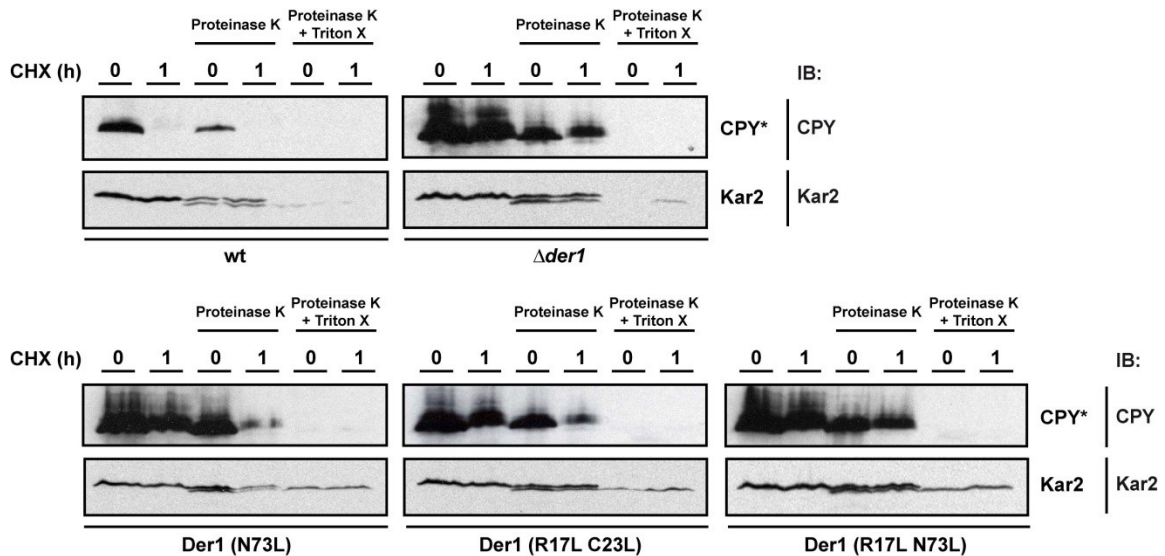 Proteinase K Proteinase K + Triton X Proteinase K Proteinase K + Triton X
CHX (h) 0 1 0 1 0 1 0 1 0 1 0 1 IB:
CPY* CPY
Kar2 Kar2
wt Δder1
Proteinase K Proteinase K + Triton X Proteinase K Proteinase K + Triton X Proteinase K Proteinase K + Triton X
CHX (h) 0 1 0 1 0 1 0 1 0 1 0 1 0 1 0 1 0 1 IB:
CPY* CPY
Kar2 Kar2
Der1 (N73L) Der1 (R17L C23L) Der1 (R17L N73L)